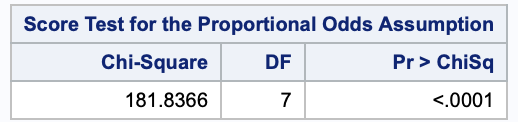 Score Test for the Proportional Odds Assumption
Chi-Square DF Pr > ChiSq
181.8366 7 <.0001